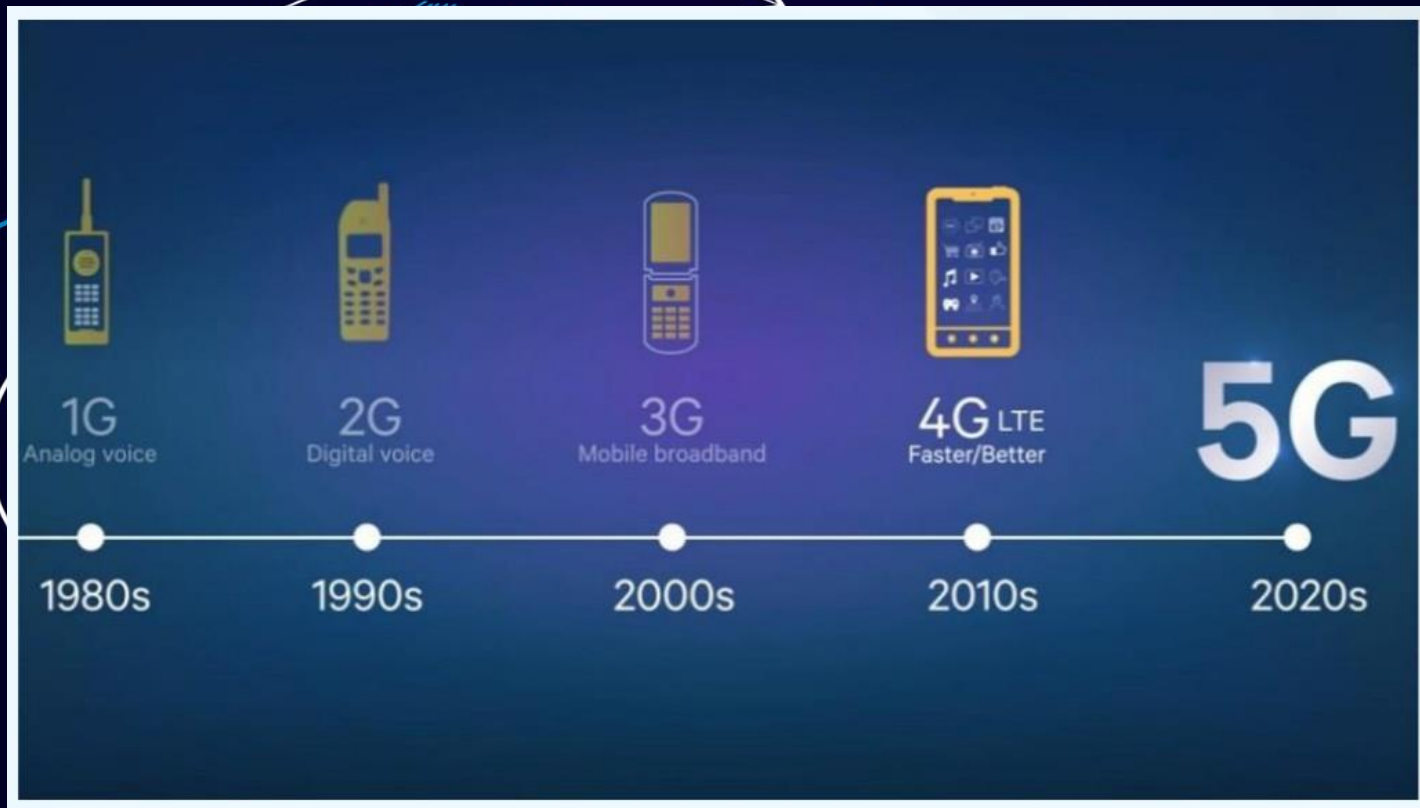 1G
Analog voice
2G
Digital voice
3G
Mobile broadband
4G LTE
Faster/Better
5G
1980s
1990s
2000s
2010s
2020s